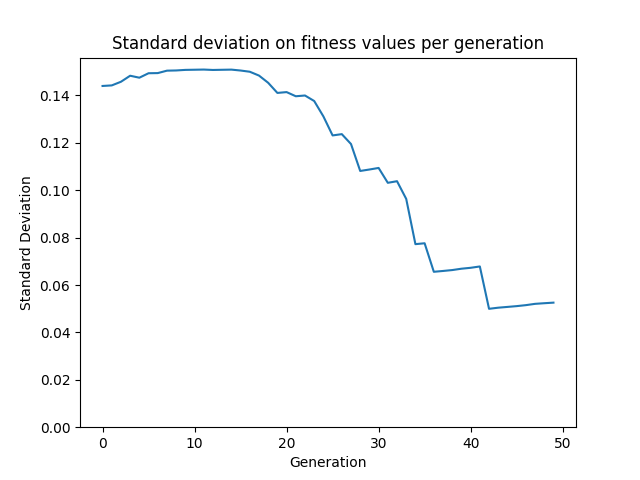 Standard deviation on fitness values per generation
Standard Deviation
0.14
0.12
0.10
0.08
0.06
0.04
0.02
0.00
0 10 20 30 40 50
Generation